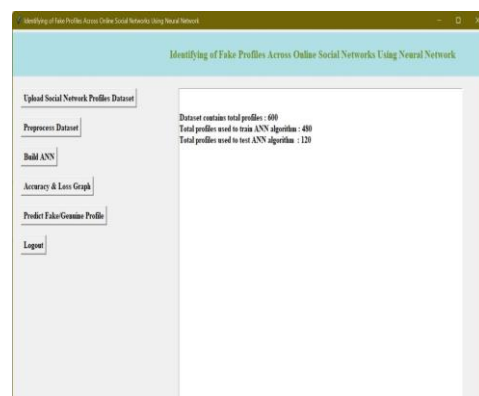 Identifying of Fake Profiles Across Online Social Networks Using Neural Network
Identifying of Fake Profiles Across Online Social Networks Using Neural Network
Upload Social Network Profiles Dataset
Preprocess Dataset
Build ANN
Accuracy & Loss Graph
Predict Fake/Genuine Profile
Logout
Dataset contains total profiles : 600
Total profiles used to train ANN algorithm : 480
Total profiles used to test ANN algorithm : 120